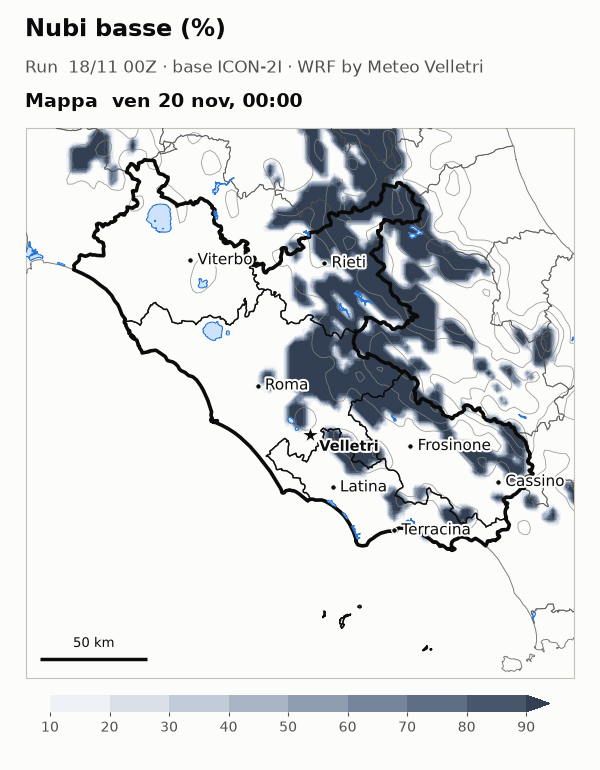 Nubi basse (%)
Run  18/11 00Z · base ICON-2I · WRF by Meteo Velletri
Mappa  ven 20 nov, 00:00
Viterbo
Rieti
Roma
Velletri
Frosinone
Latina
Cassino
Terracina
50 km
10 20 30 40 50 60 70 80 90